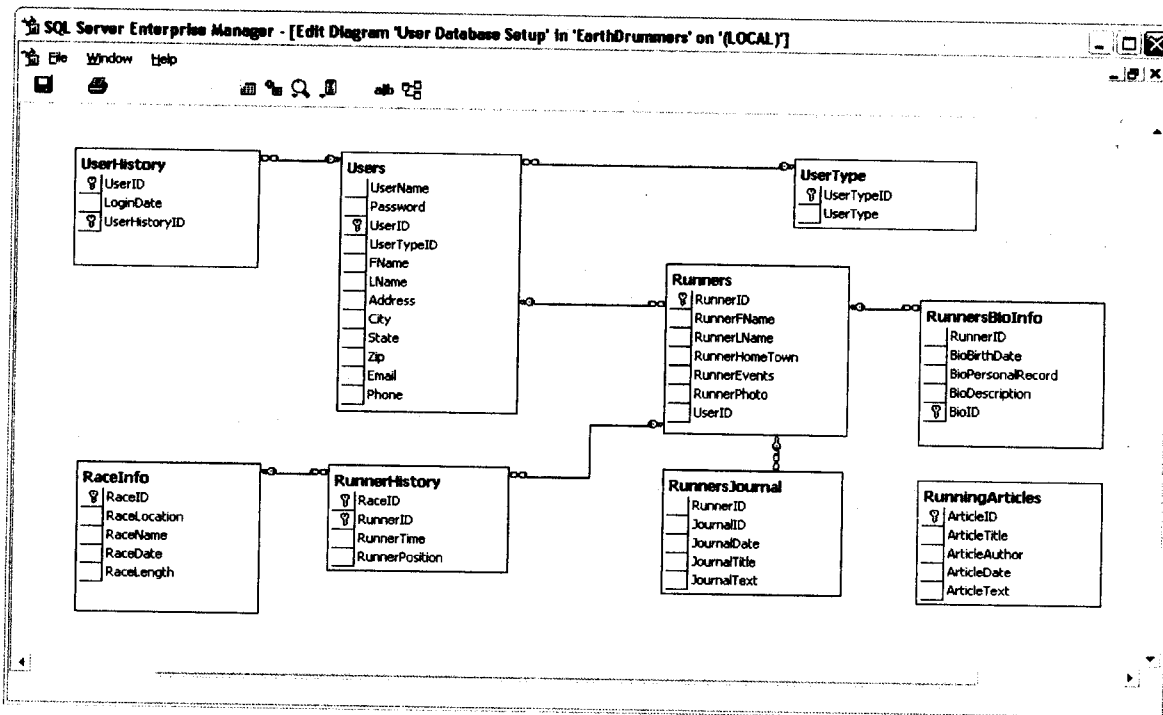 SQL Server Enterprise Manager - [Edit Diagram 'User Database Setup' in 'EarthDrummers' on '(LOCAL)']
File Window Help
ab
UserHistory
UserID
LoginDate
UserHistoryID
Users
UserName
Password
UserID
UserTypeID
FName
LName
Address
City
State
Zip
Email
Phone
UserType
UserTypeID
UserType
Runners
RunnerID
RunnerFName
RunnerLName
RunnerHomeTown
RunnerEvents
RunnerPhoto
UserID
RunnersBioInfo
RunnerID
BioBirthDate
BioPersonalRecord
BioDescription
BioID
RaceInfo
RaceID
RaceLocation
RaceName
RaceDate
RaceLength
RunnerHistory
RaceID
RunnerID
RunnerTime
RunnerPosition
RunnersJournal
RunnerID
JournalID
JournalDate
JournalTitle
JournalText
RunningArticles
ArticleID
ArticleTitle
ArticleAuthor
ArticleDate
ArticleText